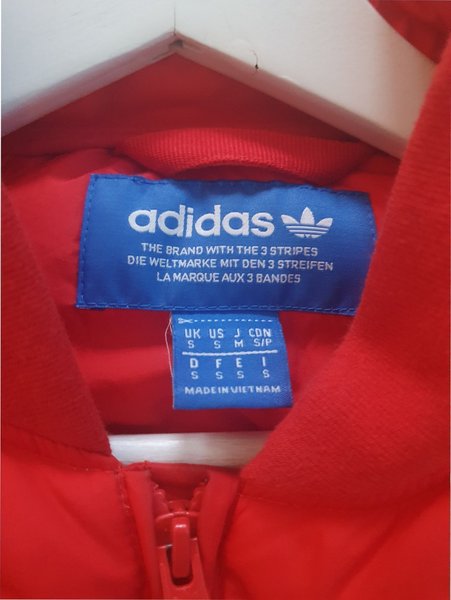 adidas
THE BRAND WITH THE 3 STRIPES
DIE WELTMARKE MIT DEN 3 STREIFEN
LA MARQUE AUX 3 BANDES
UK US J CDN
S S M S/P
D F E I
S S S S
MADE IN VIETNAM